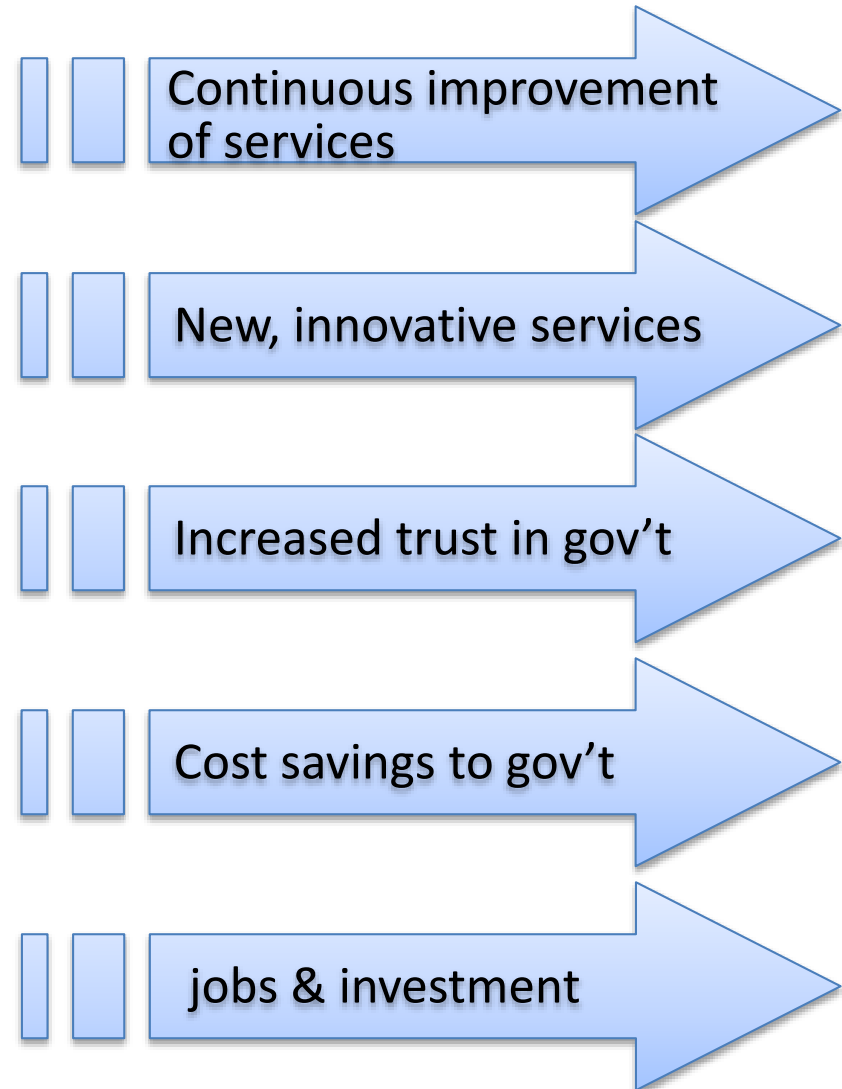 Continuous improvement
of services
New, innovative services
Increased trust in gov’t
Cost savings to gov’t
jobs & investment